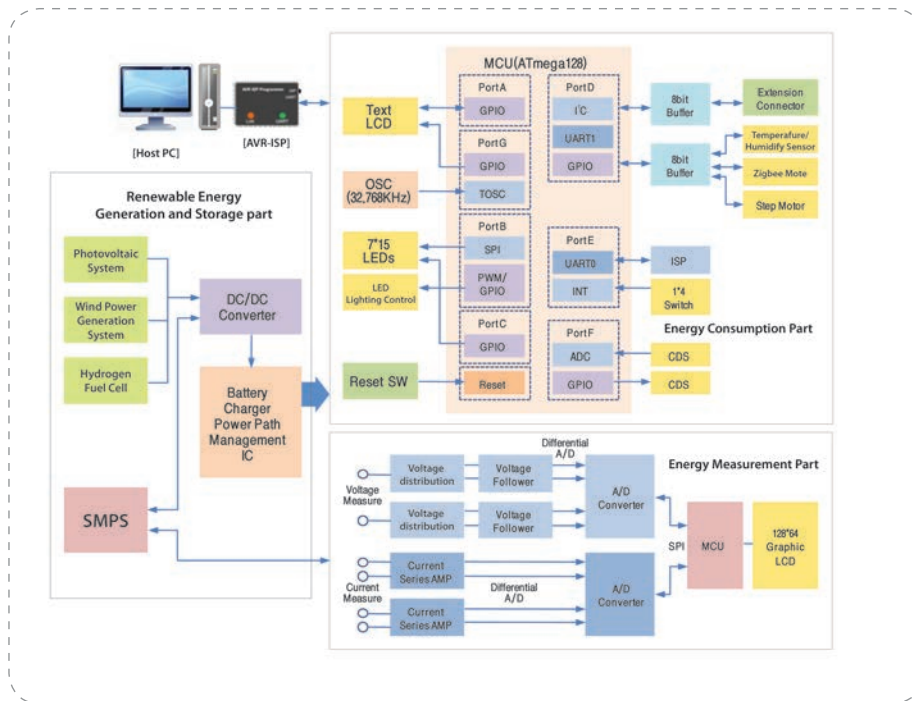 AVR ISP Programmer
[Host PC]
[AVR-ISP]
MCU(ATmega128)
PortA
GPIO
PortG
GPIO
TOSC
PortB
SPI
PWM/
GPIO
PortC
GPIO
Reset
PortD
I²C
UART1
GPIO
PortE
UART0
INT
PortF
ADC
GPIO
Text
LCD
OSC
(32,768KHz)
7*15
LEDs
LED
Lighting Control
Reset SW
8bit
Buffer
8bit
Buffer
Extension
Connector
Temperafure/
Humidify Sensor
Zigbee Mote
Step Motor
ISP
1*4
Switch
Energy Consumption Part
CDS
CDS
Renewable Energy
Generation and Storage part
Photovoltaic
System
Wind Power
Generation
System
Hydrogen
Fuel Cell
DC/DC
Converter
Battery
Charger
Power Path
Management
IC
SMPS
Energy Measurement Part
Differential
A/D
Voltage
Measure
Voltage
distribution
Voltage
Follower
Voltage
distribution
Voltage
Follower
A/D
Converter
Current
Measure
Current
Series AMP
Current
Series AMP
Differential
A/D
A/D
Converter
SPI
MCU
128*64
Graphic
LCD